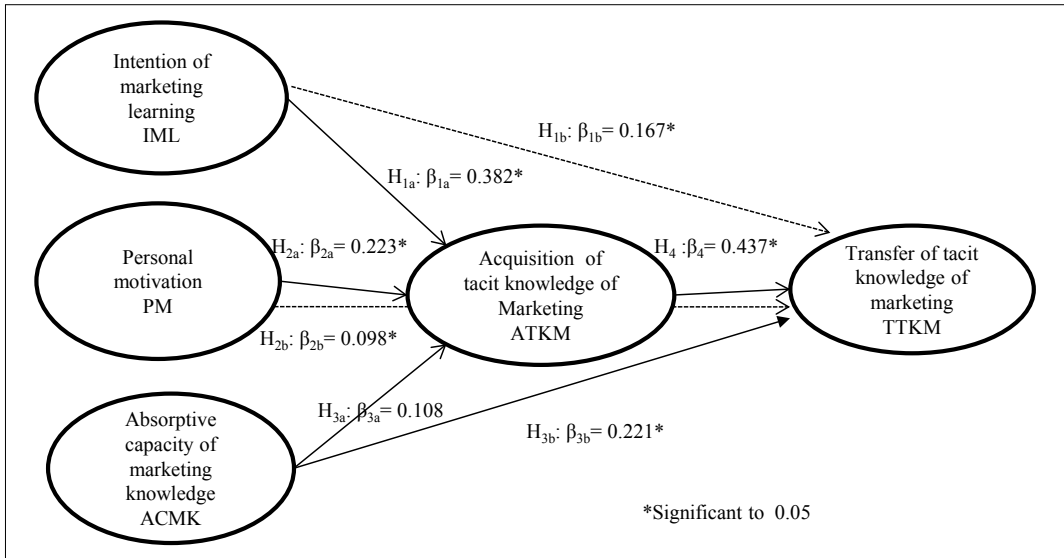 Intention of
marketing
learning
IML
H1b: β1b= 0.167*
H1a: β1a= 0.382*
Personal
motivation
PM
H2a: β2a= 0.223*
H2b: β2b= 0.098*
Acquisition of
tacit knowledge of
Marketing
ATKM
H4 :β4= 0.437*
Transfer of tacit
knowledge of
marketing
TTKM
Absorptive
capacity of
marketing
knowledge
ACMK
H3a: β3a= 0.108
H3b: β3b= 0.221*
*Significant to 0.05